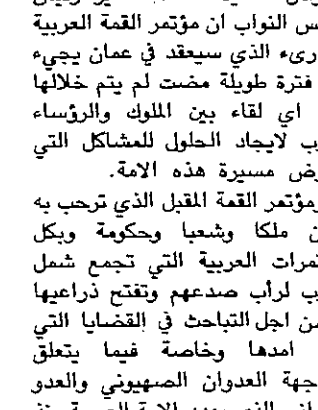 س النواب ان مؤتمر القمة العربية
رىء الذي سيعقد في عمان يجيء
فترة طويلة مضت لم يتم خلالها
اي لقاء بين الملوك والرؤساء
ب لايجاد الحلول للمشاكل التي
رض مسيرة هذه الامة.
ومؤتمر القمة المقبل الذي ترحب به
ن ملكا وشعبا وحكومة وبكل
تمرات العربية التي تجمع شمل
ب لرأب صدعهم وتفتح ذراعيها
من اجل التباحث في القضايا التي
امدها وخاصة فيما يتعلق
جهة العدوان الصهيوني والعدو